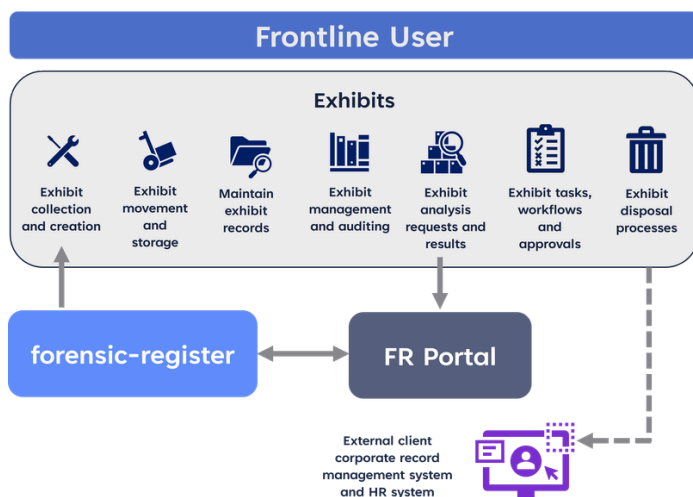 Frontline User
Exhibits
Exhibit
collection
and creation
Exhibit
movement
and
storage
Maintain
exhibit
records
Exhibit
management
and auditing
Exhibit
analysis
requests and
results
Exhibit tasks,
workflows
and
approvals
Exhibit
disposal
processes
forensic-register
FR Portal
External client
corporate record
management system
and HR system